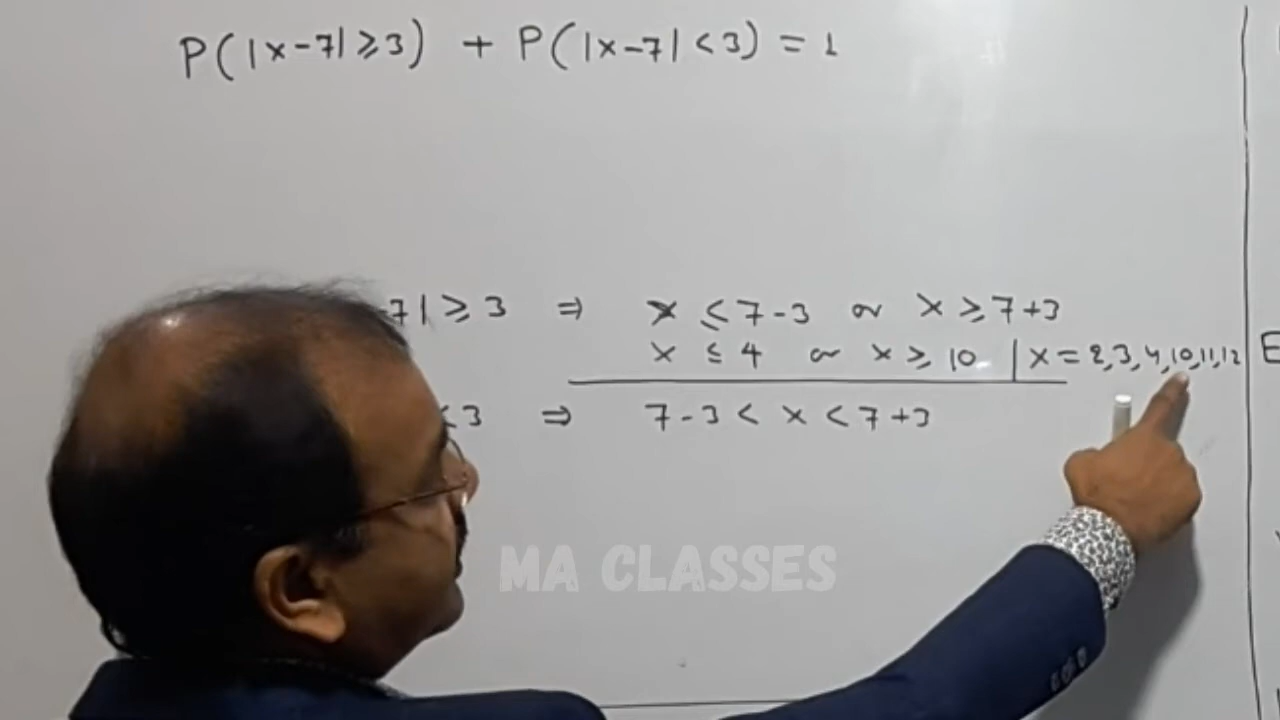 P(|x-7|≥3) + P(|x-7|<3) = 1
-7|≥3 ⇒ x ≤ 7-3 or x ≥ 7+3
x ≤ 4 or x ≥ 10 | x = 2,3,4,10,11,12
<3 ⇒ 7-3 < x < 7+3
E
MA CLASSES